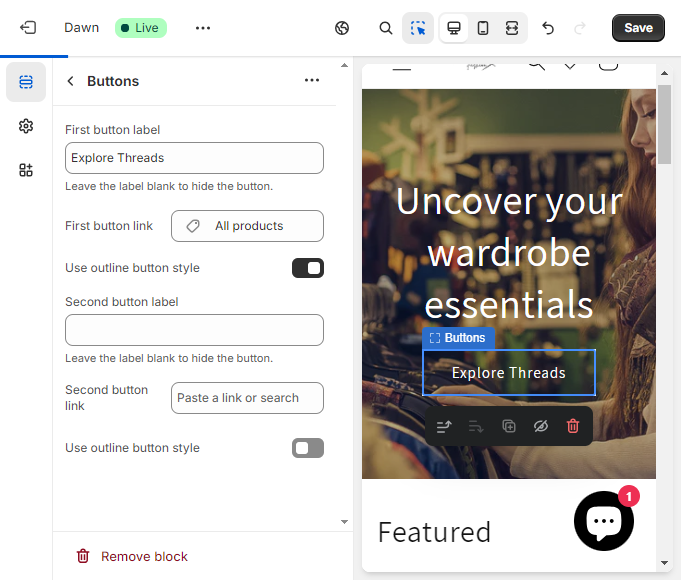 Dawn
Live
Save
Buttons
First button label
Explore Threads
Leave the label blank to hide the button.
First button link
All products
Use outline button style
Second button label
Leave the label blank to hide the button.
Second button
link
Paste a link or search
Use outline button style
Remove block
Uncover your
wardrobe
essentials
Buttons
Explore Threads
1
Featured